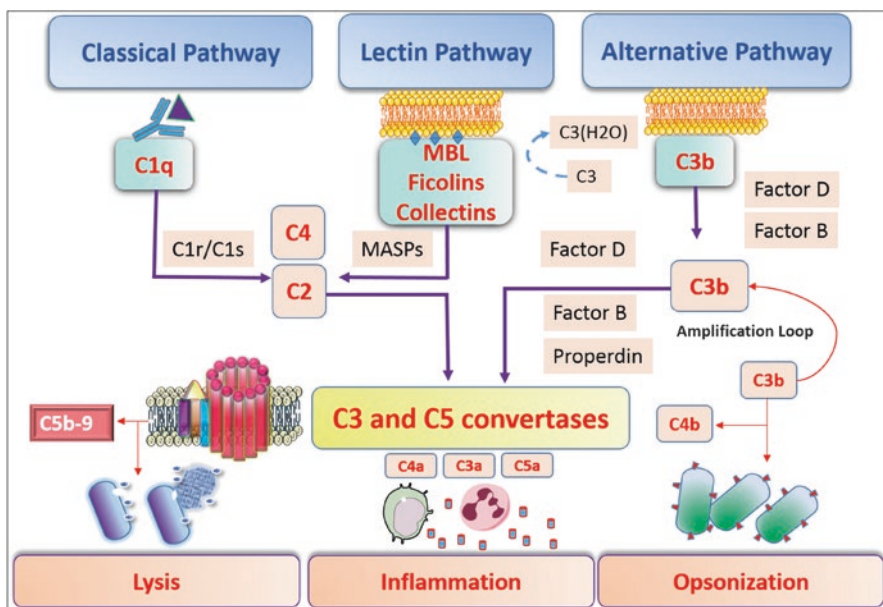 Classical Pathway
Lectin Pathway
Alternative Pathway
C1q
MBL
Ficolins
Collectins
C3(H2O)
C3
C3b
Factor D
Factor B
C1r/C1s
C4
MASPs
C2
Factor D
C3b
Factor B
Properdin
Amplification Loop
C3b
C4b
C5b-9
C3 and C5 convertases
C4a
C3a
C5a
Lysis
Inflammation
Opsonization